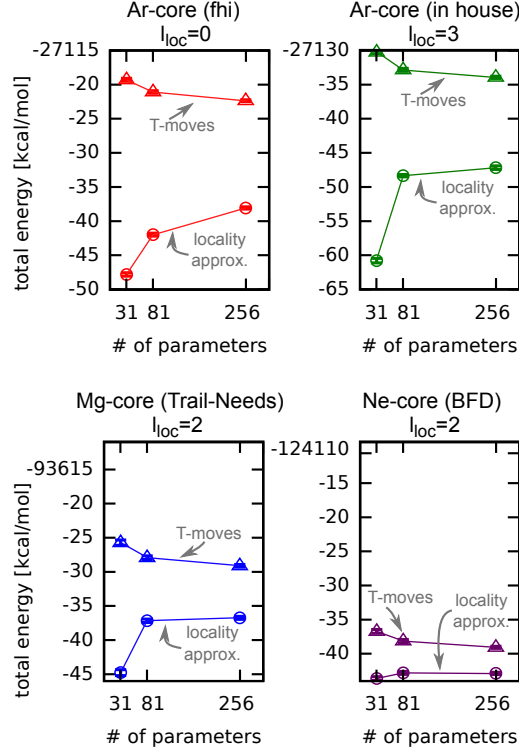 Ar-core (fhi)
l_loc=0
total energy [kcal/mol]
-27115
-20
-25
-30
-35
-40
-45
-50
T-moves
locality
approx.
31 81 256
# of parameters
Ar-core (in house)
l_loc=3
-27130
-35
-40
-45
-50
-55
-60
-65
T-moves
locality
approx.
31 81 256
# of parameters
Mg-core (Trail-Needs)
l_loc=2
total energy [kcal/mol]
-93615
-20
-25
-30
-35
-40
-45
T-moves
locality
approx.
31 81 256
# of parameters
Ne-core (BFD)
l_loc=2
-124110
-15
-20
-25
-30
-35
-40
T-moves
locality
approx.
31 81 256
# of parameters